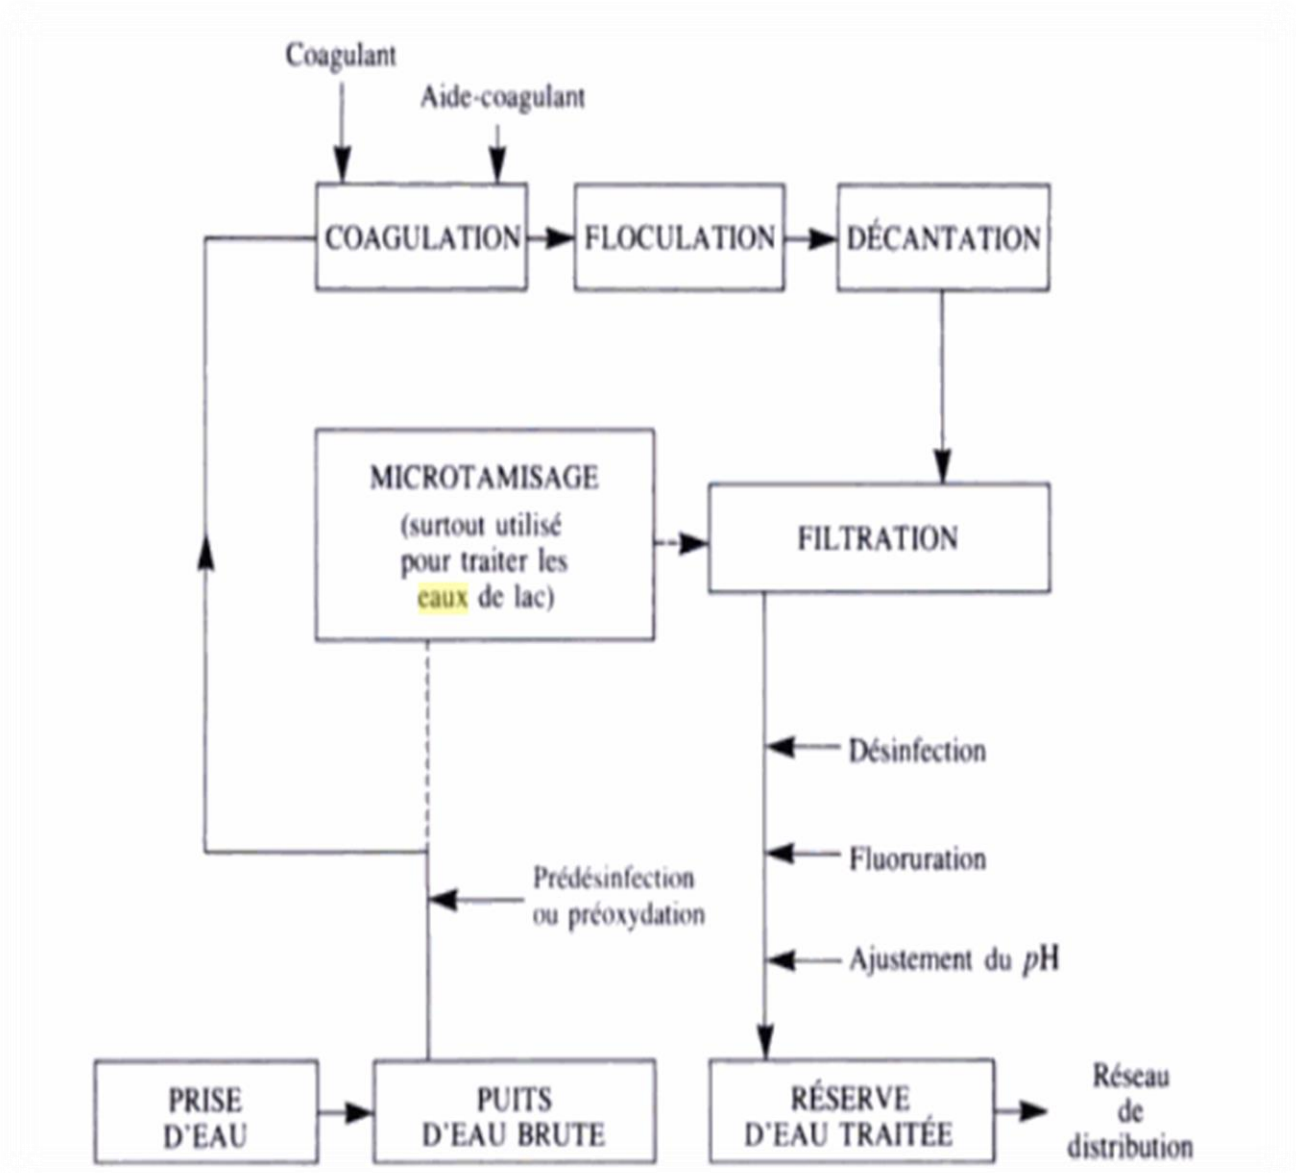 Coagulant
Aide-coagulant
COAGULATION
FLOCULATION
DÉCANTATION
MICROTAMISAGE
(surtout utilisé
pour traiter les
eaux de lac)
FILTRATION
Désinfection
Fluoruration
Ajustement du pH
Prédésinfection
ou préoxydation
PRISE
D'EAU
PUITS
D'EAU BRUTE
RÉSERVE
D'EAU TRAITÉE
Réseau
de
distribution